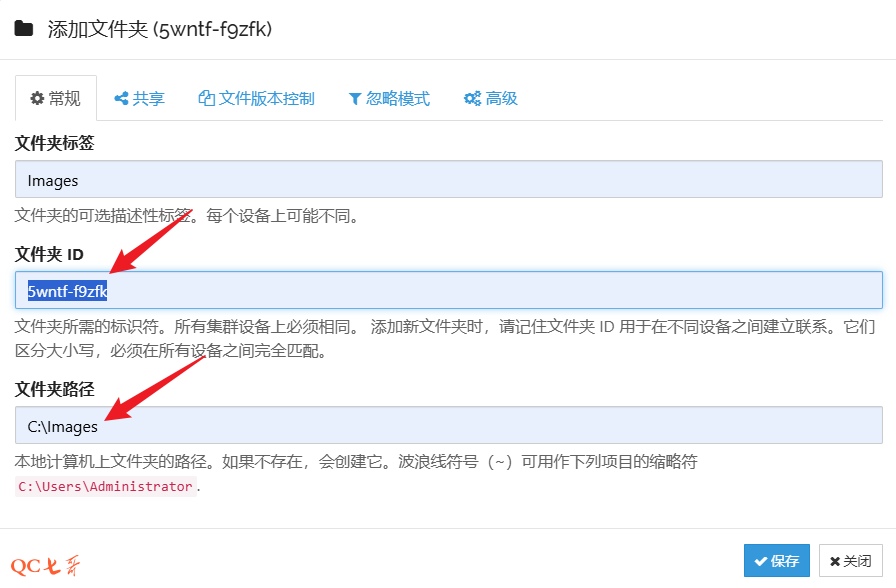 添加文件夹 (5wntf-f9zfk)
常规 共享 文件版本控制 忽略模式 高级
文件夹标签
Images
文件夹的可选描述性标签。每个设备上可能不同。
文件夹 ID
5wntf-f9zfk
文件夹所需的标识符。所有集群设备上必须相同。 添加新文件夹时，请记住文件夹 ID 用于在不同设备之间建立联系。它们
区分大小写，必须在所有设备之间完全匹配。
文件夹路径
C:\Images
本地计算机上文件夹的路径。如果不存在，会创建它。波浪线符号（~）可用作下列项目的缩略符
C:\Users\Administrator.
QC七哥
保存 关闭